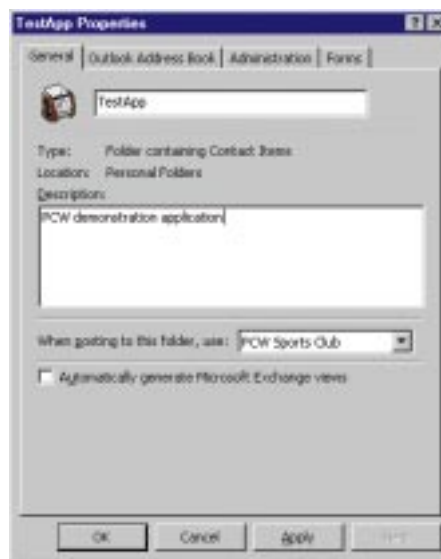 TestApp Properties
General Outlook Address Book Administration Forms
TestApp
Type: Folder containing Contact Items
Location: Personal Folders
Description:
PCW demonstration application
When posting to this folder, use: PCW Sports Club
Automatically generate Microsoft Exchange views
OK Cancel Apply